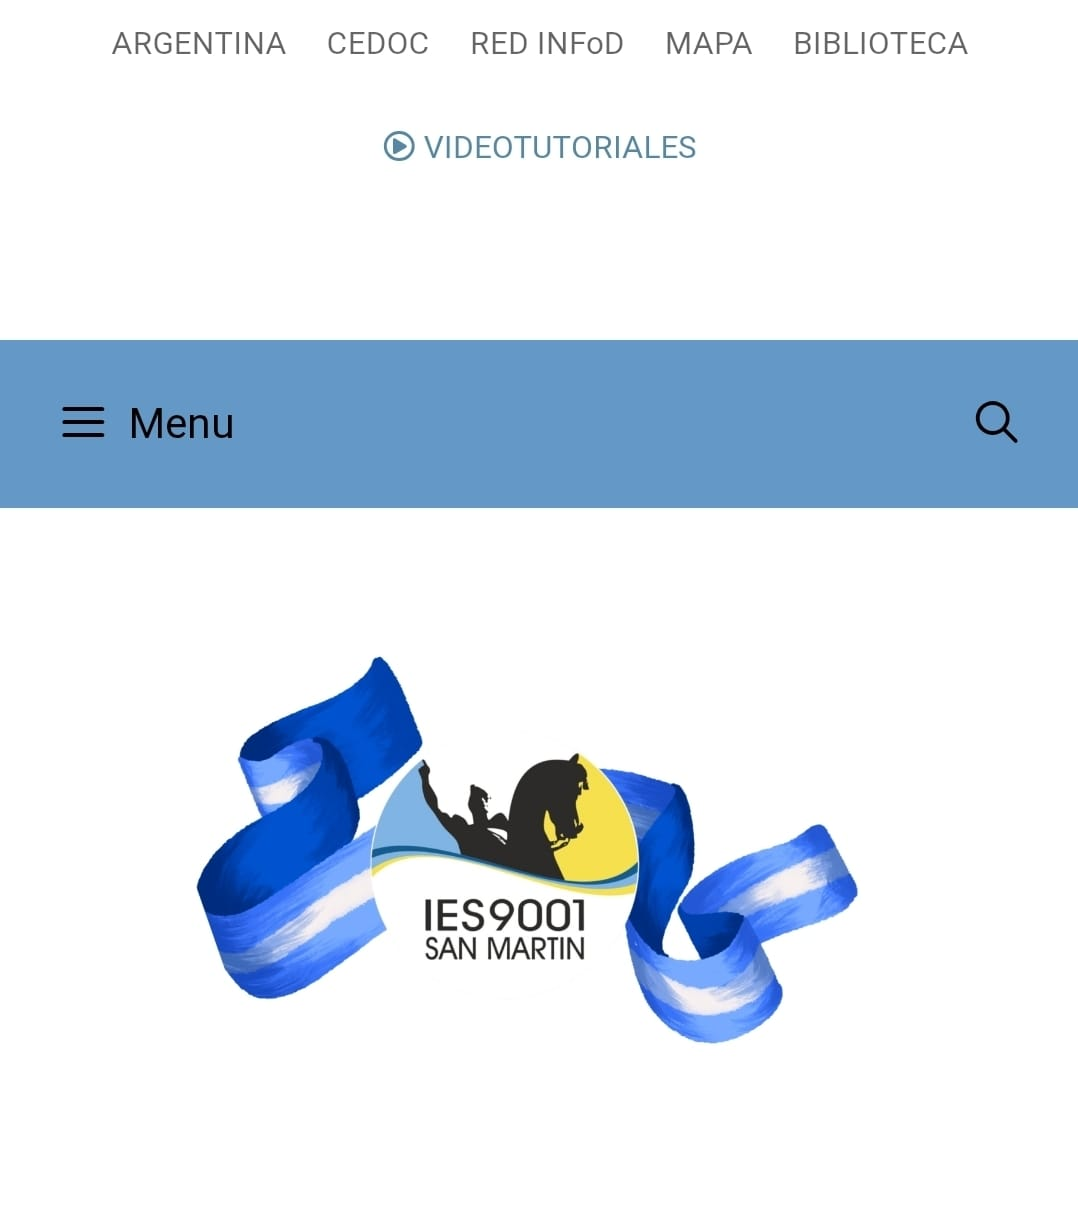 ARGENTINA CEDOC RED INFoD MAPA BIBLIOTECA
VIDEOTUTORIALES
Menu
IES9001
SAN MARTIN